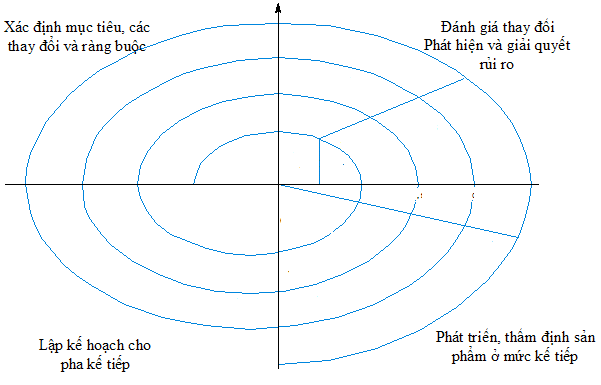 Xác định mục tiêu, các
thay đổi và ràng buộc
Đánh giá thay đổi
Phát hiện và giải quyết
rủi ro
Lập kế hoạch cho
pha kế tiếp
Phát triển, thẩm định sản
phẩm ở mức kế tiếp